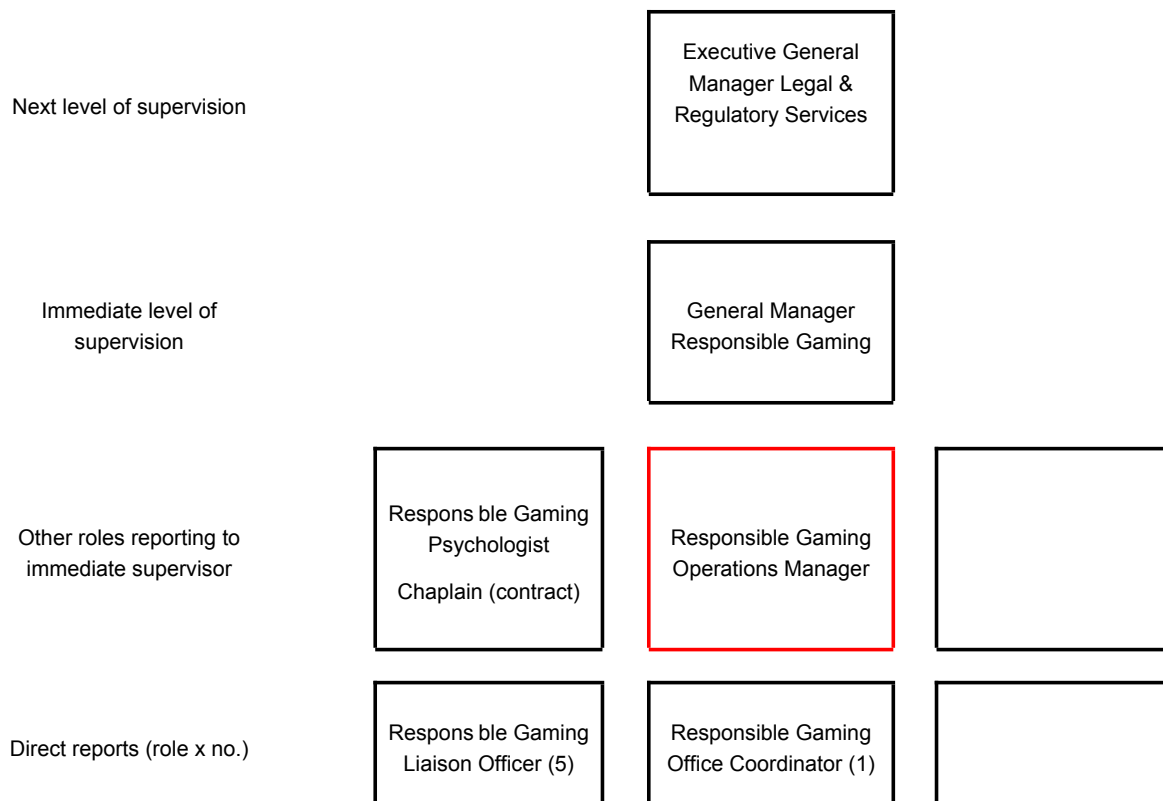 Next level of supervision
Executive General
Manager Legal &
Regulatory Services
Immediate level of
supervision
General Manager
Responsible Gaming
Other roles reporting to
immediate supervisor
Respons ble Gaming
Psychologist
Chaplain (contract)
Responsible Gaming
Operations Manager
Direct reports (role x no.)
Respons ble Gaming
Liaison Officer (5)
Responsible Gaming
Office Coordinator (1)